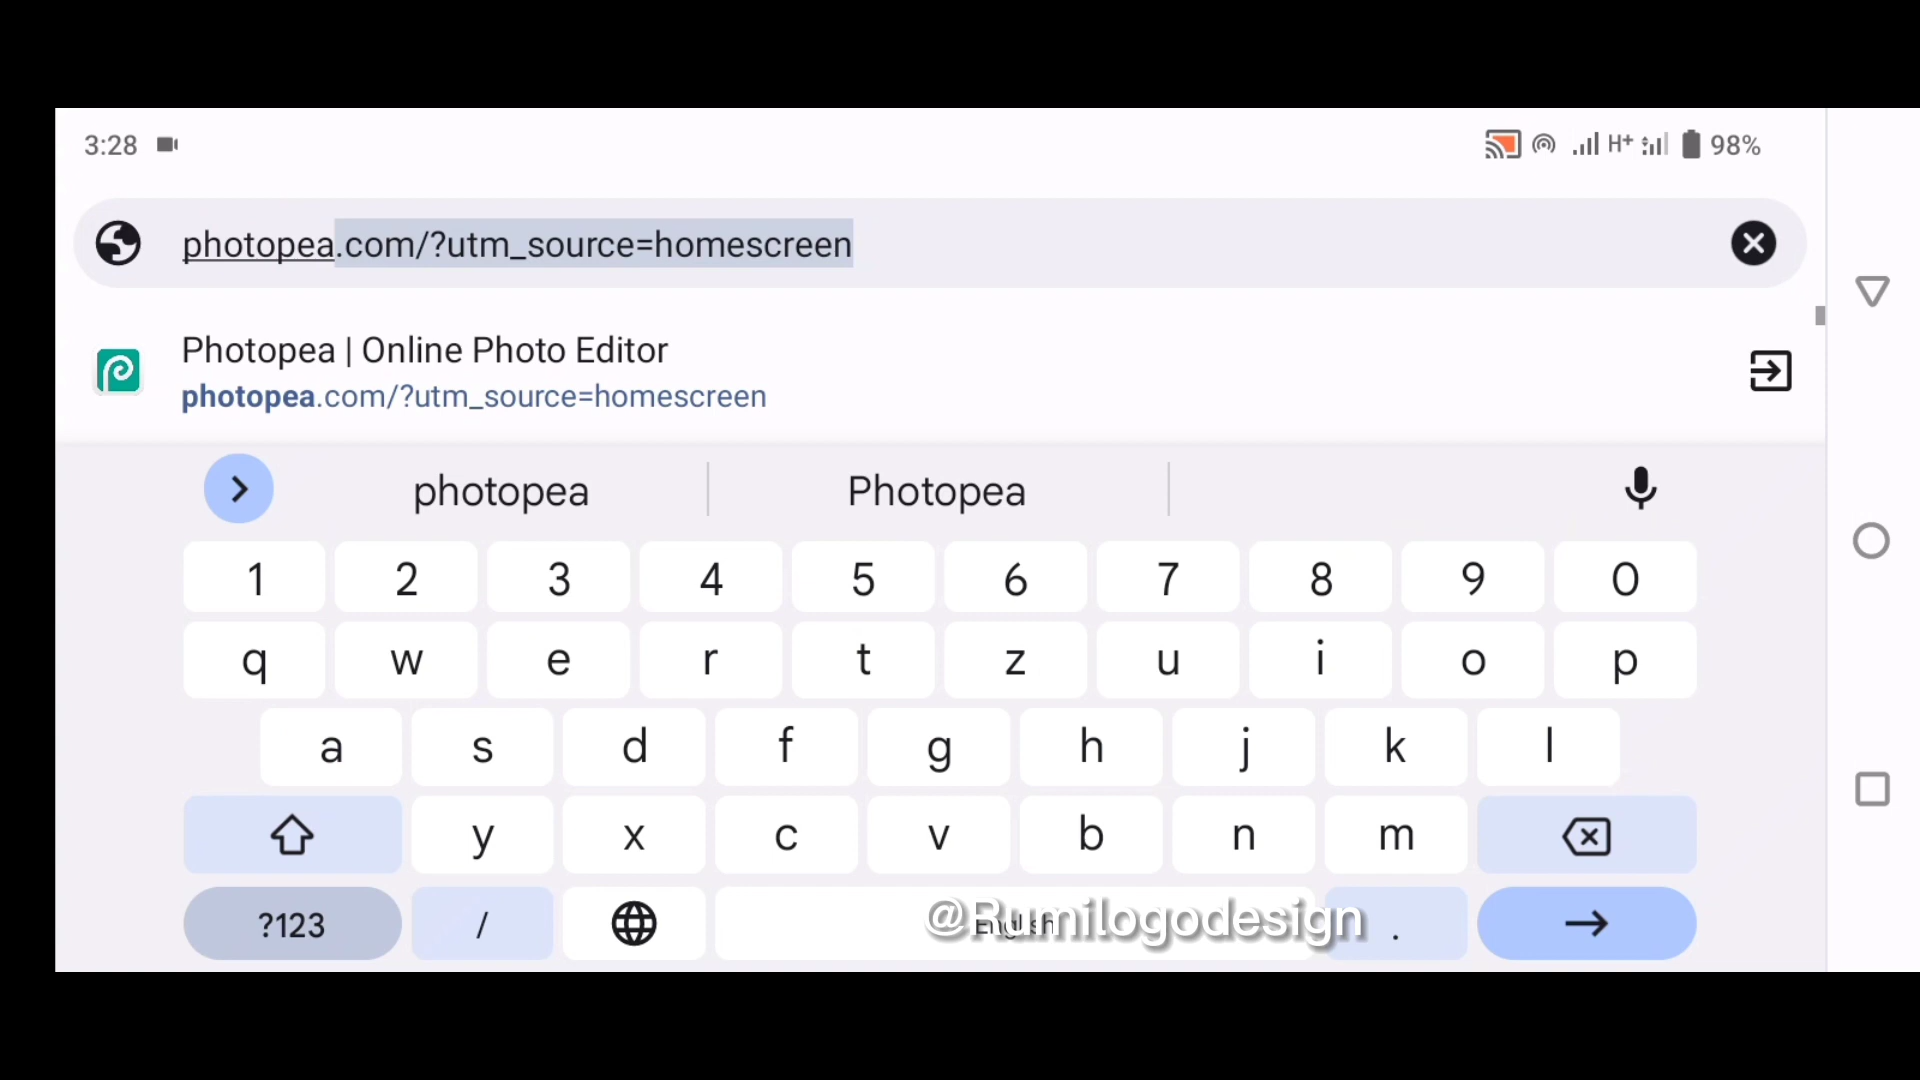 3:28 H+ 98%
photopea.com/?utm_source=homescreen
Photopea | Online Photo Editor
photopea.com/?utm_source=homescreen
photopea Photopea
1 2 3 4 5 6 7 8 9 0
q w e r t z u i o p
a s d f g h j k l
y x c v b n m
?123 / English .
@Rumilogodesign